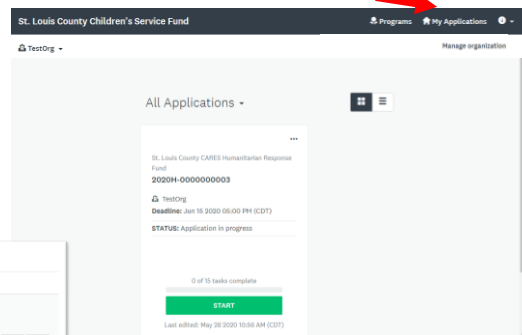 St. Louis County Children's Service Fund
Programs
My Applications
TestOrg
Manage organization
All Applications
...
St. Louis County CARES Humanitarian Response
Fund
2020H-0000000003
TestOrg
Deadline: Jun 15 2020 05:00 PM (CDT)
STATUS: Application in progress
0 of 15 tasks complete
START
Last edited: May 28 2020 10:56 AM (CDT)